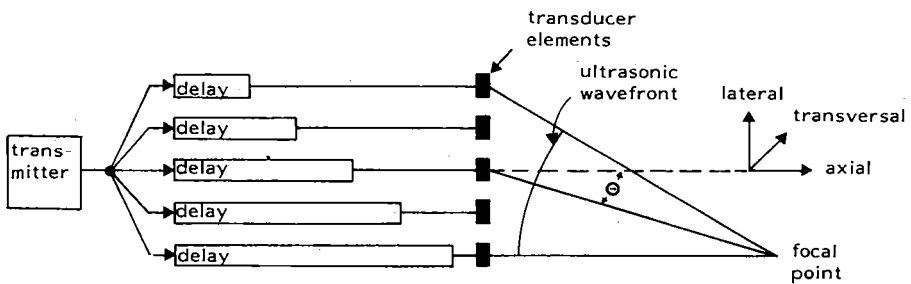 transducer
elements
ultrasonic
wavefront
lateral
transversal
axial
delay
delay
trans-
mitter
delay
delay
delay
Θ
focal
point